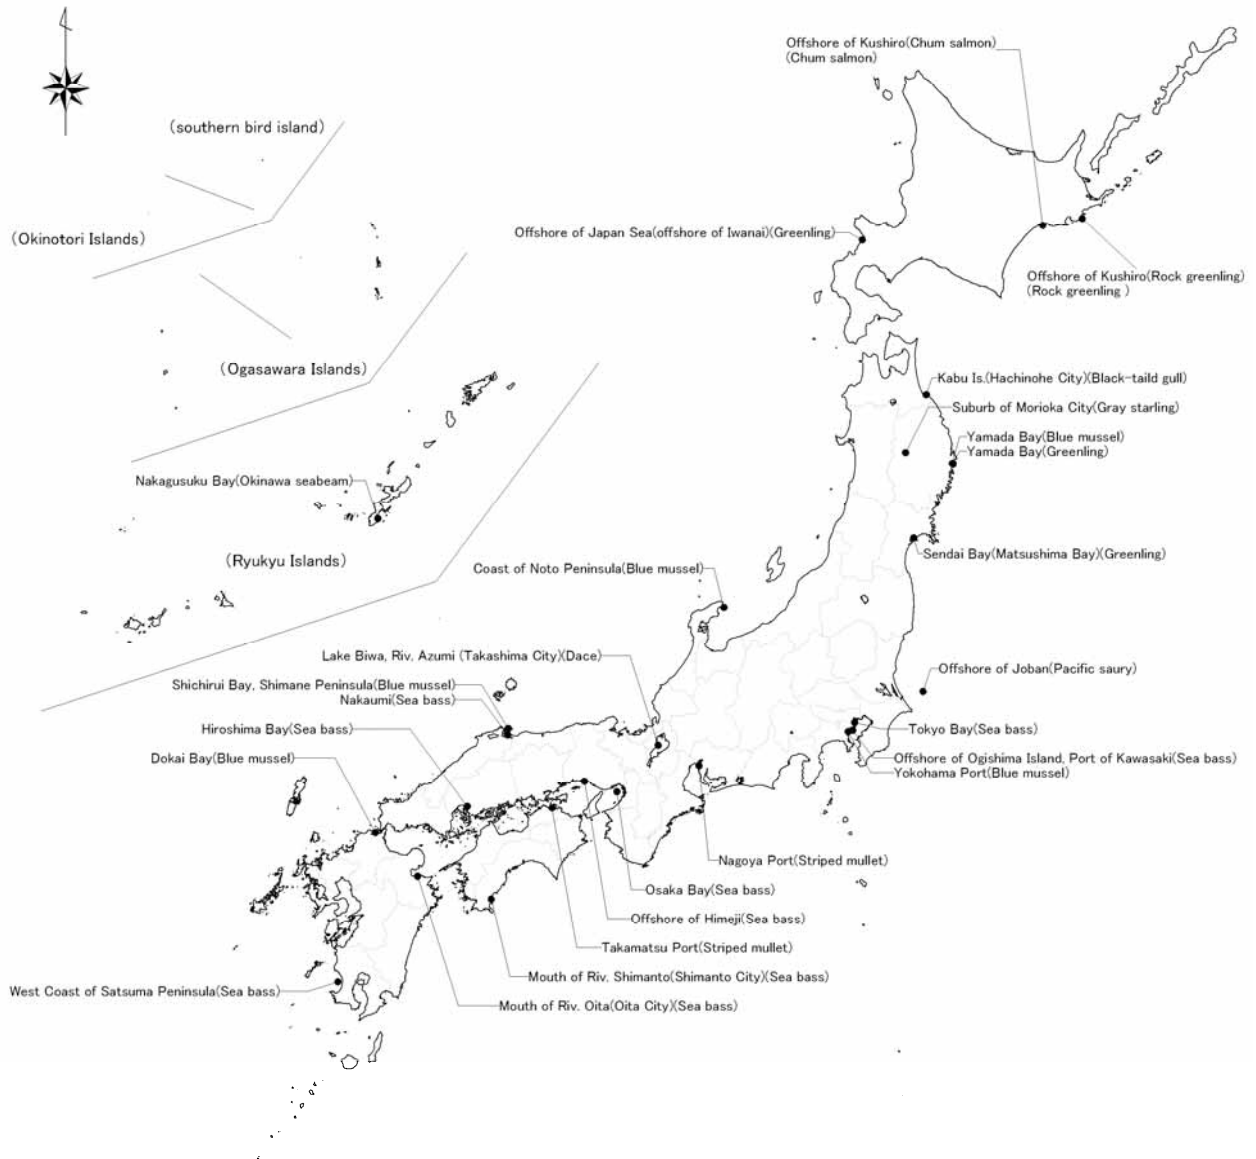 Offshore of Kushiro(Chum salmon)
(Chum salmon)
(southern bird island)
(Okinotori Islands)
Offshore of Japan Sea(offshore of Iwanai)(Greenling)
Offshore of Kushiro(Rock greenling)
(Rock greenling )
(Ogasawara Islands)
Kabu Is.(Hachinohe City)(Black-taild gull)
Suburb of Morioka City(Gray starling)
Yamada Bay(Blue mussel)
Yamada Bay(Greenling)
Nakagusuku Bay(Okinawa seabeam)
(Ryukyu Islands)
Sendai Bay(Matsushima Bay)(Greenling)
Coast of Noto Peninsula(Blue mussel)
Lake Biwa, Riv. Azumi (Takashima City)(Dace)
Offshore of Joban(Pacific saury)
Shichirui Bay, Shimane Peninsula(Blue mussel)
Nakaumi(Sea bass)
Hiroshima Bay(Sea bass)
Tokyo Bay(Sea bass)
Dokai Bay(Blue mussel)
Offshore of Ogishima Island, Port of Kawasaki(Sea bass)
Yokohama Port(Blue mussel)
Nagoya Port(Striped mullet)
Osaka Bay(Sea bass)
Offshore of Himeji(Sea bass)
Takamatsu Port(Striped mullet)
Mouth of Riv. Shimanto(Shimanto City)(Sea bass)
West Coast of Satsuma Peninsula(Sea bass)
Mouth of Riv. Oita(Oita City)(Sea bass)